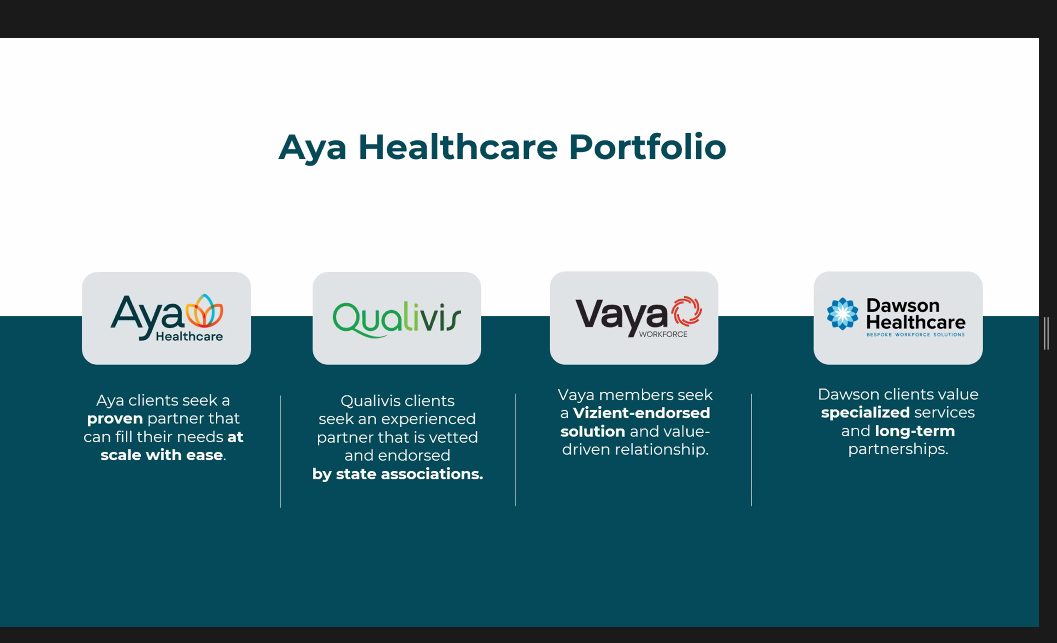 Aya Healthcare Portfolio
Aya
Healthcare
Qualivis
Vaya
WORKFORCE
Dawson
Healthcare
BESPOKE WORKFORCE SOLUTIONS
Aya clients seek a
proven partner that
can fill their needs at
scale with ease.
Qualivis clients
seek an experienced
partner that is vetted
and endorsed
by state associations.
Vaya members seek
a Vizient-endorsed
solution and value-
driven relationship.
Dawson clients value
specialized services
and long-term
partnerships.